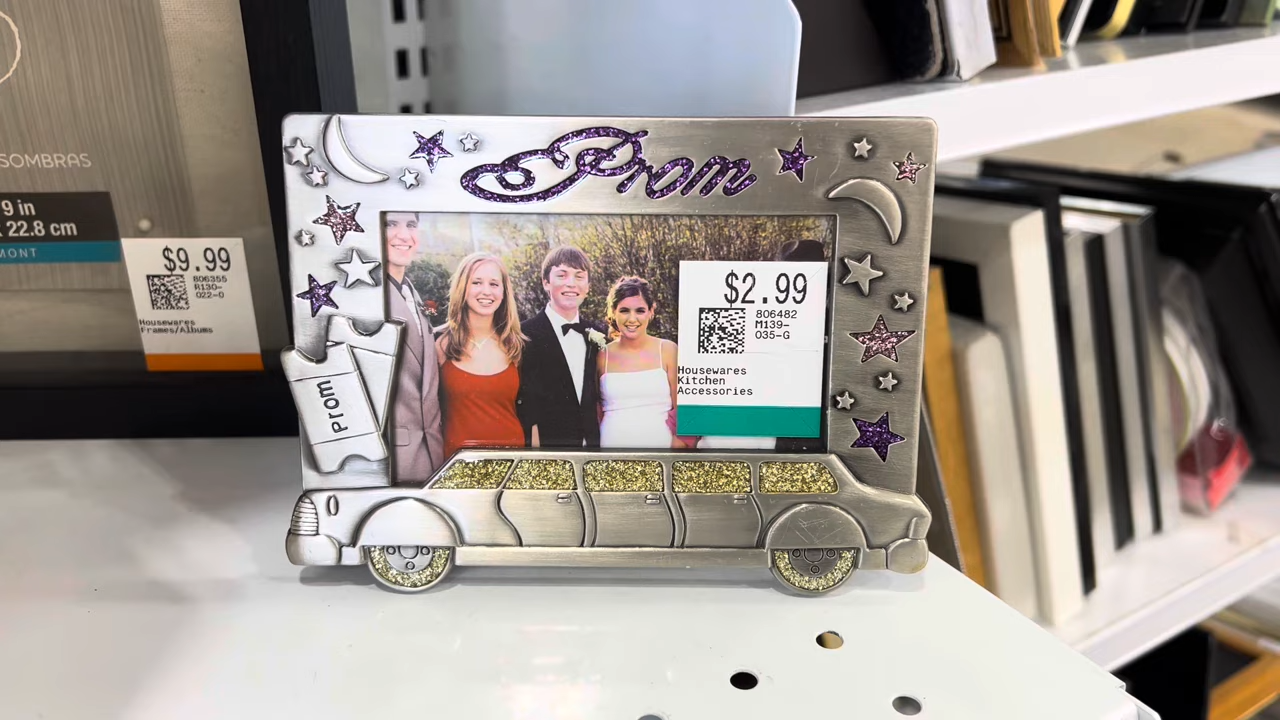 SOMBRAS
9 in
22.8 cm
MONT
$9.99
806355
R130-
022-0
Housewares
Frames/Albums
Prom
$2.99
806482
M139-
035-G
Housewares
Kitchen
Accessories
prom